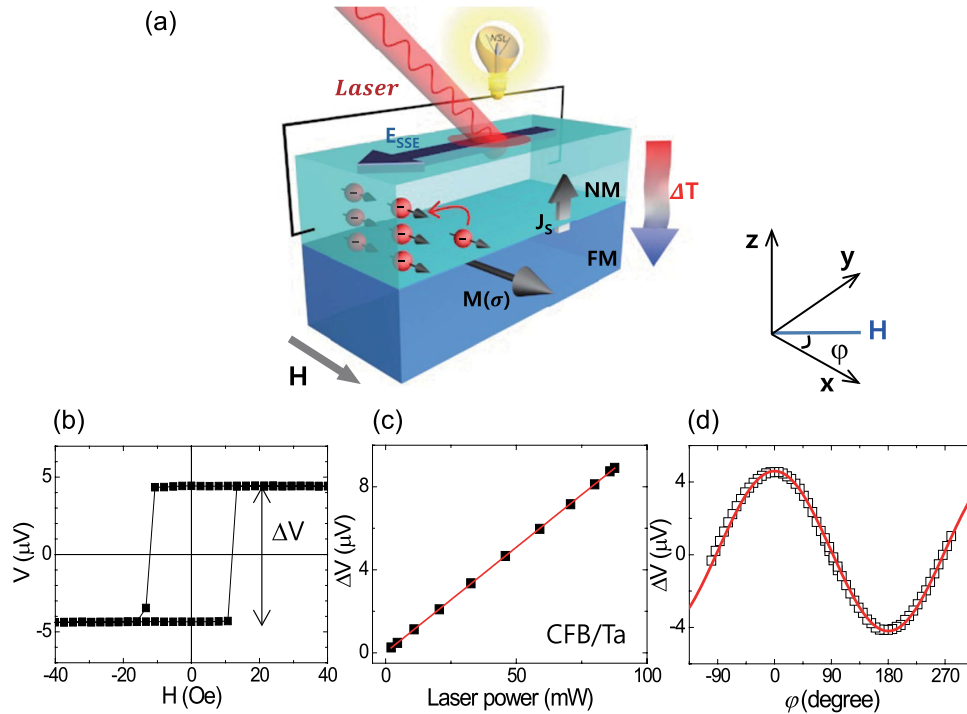 (a)
NSL
Laser
E_SSE
NM
ΔT
J_S
FM
M(σ)
H
z
y
H
φ
x
(b)
5
0
-5
V (μV)
ΔV
-40 -20 0 20 40
H (Oe)
(c)
8
4
0
ΔV (μV)
CFB/Ta
0 50 100
Laser power (mW)
(d)
4
0
-4
ΔV (μV)
-90 0 90 180 270
φ(degree)